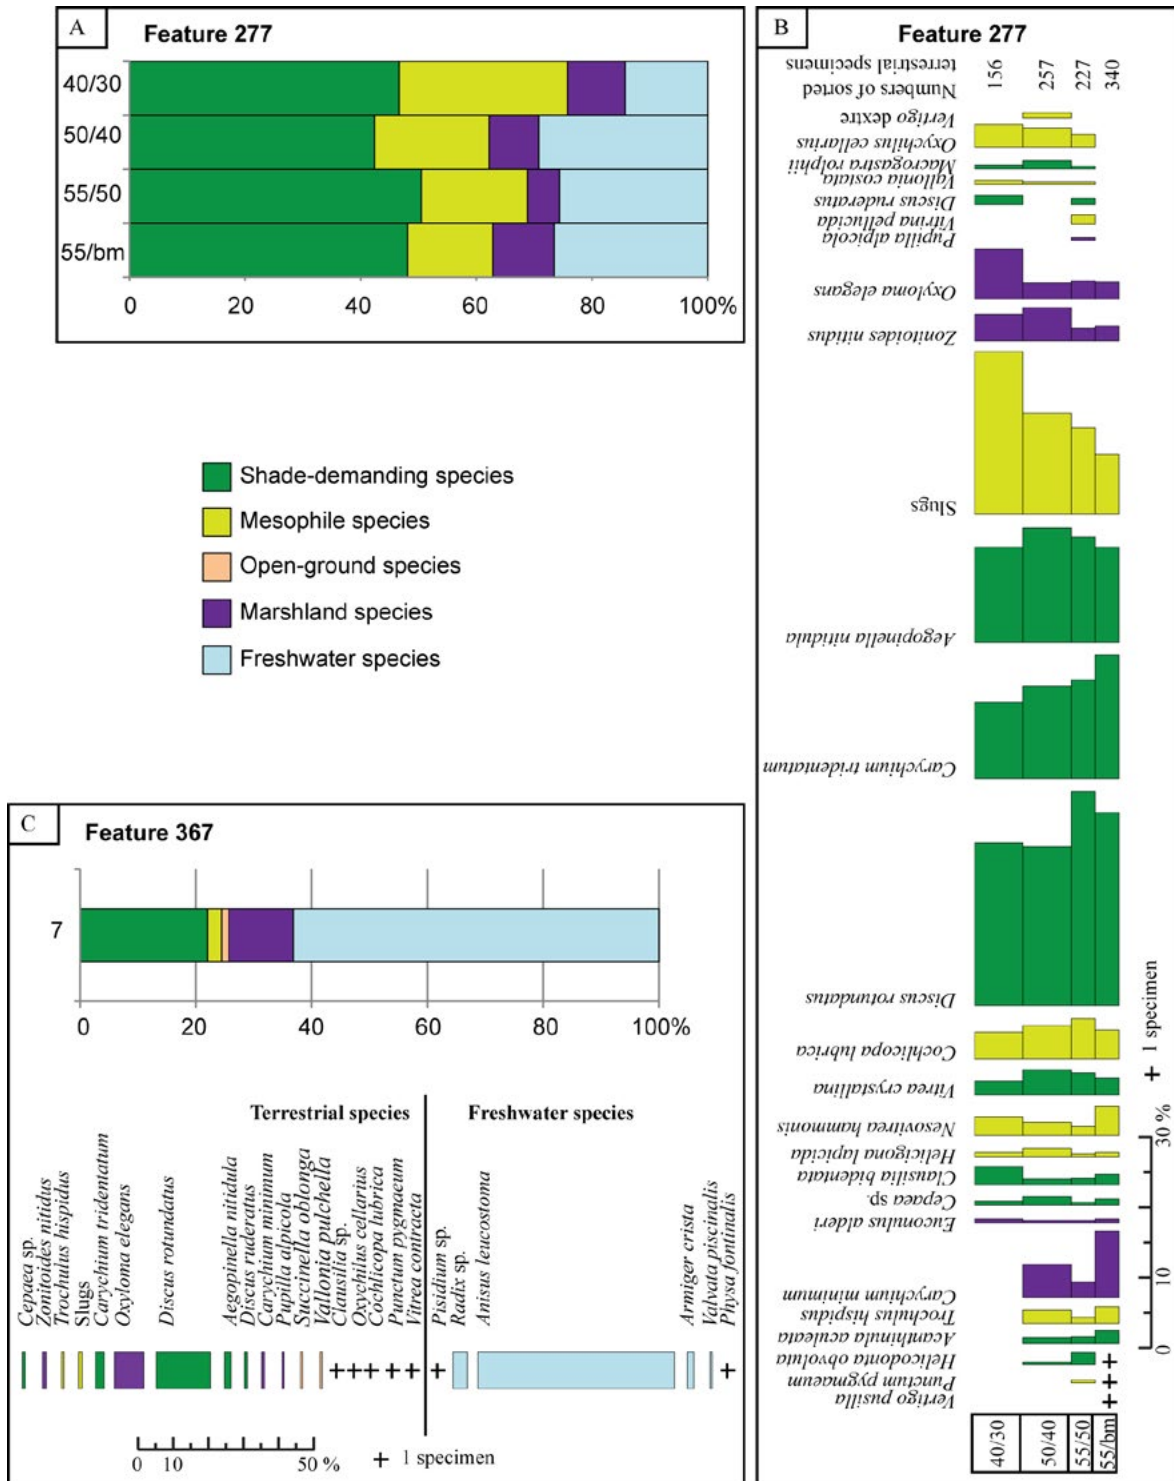 A
Feature 277
40/30
50/40
55/50
55/bm
0 20 40 60 80 100%
Shade-demanding species
Mesophile species
Open-ground species
Marshland species
Freshwater species
B
Feature 277
Numbers of sorted
terrestrial specimens
156
257
227
340
Vertigo dextre
Oxychilus cellarius
Macrogastra rolphii
Vallonia costata
Discus ruderatus
Vitrina pellucida
Pupilla alpicola
Oxyloma elegans
Zonitoides nitidus
Slugs
Aegopinella nitidula
Carychium tridentatum
Discus rotundatus
Cochlicopa lubrica
Vitrea crystallina
Nesovirea hammonis
Helicigona lapicida
Clausilia bidentata
Cepaea sp.
Euconulus alderi
Carychium minimum
Trochulus hispidus
Acanthinula aculeata
Helicodonta obvoluta
Punctum pygmaeum
Vertigo pusilla
40/30
50/40
55/50
55/bm
0 10 30 %
+ 1 specimen
C
Feature 367
7
0 20 40 60 80 100%
Terrestrial species
Freshwater species
Cepaea sp.
Zonitoides nitidus
Trochulus hispidus
Slugs
Carychium tridentatum
Oxyloma elegans
Discus rotundatus
Aegopinella nitidula
Discus ruderatus
Carychium minimum
Pupilla alpicola
Succinella oblonga
Vallonia pulchella
Clausilia sp.
Oxychilus cellarius
Cochlicopa lubrica
Punctum pygmaeum
Vitrea contracta
Pisidium sp.
Radix sp.
Anisus leucostoma
Armiger crista
Valvata piscinalis
Physa fontinalis
0 10 50 %
+ 1 specimen